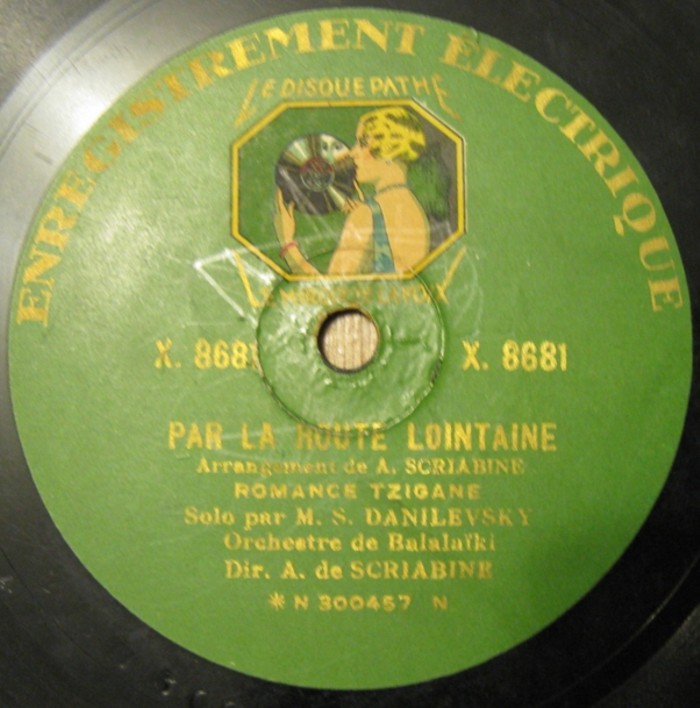 ENREGISTREMENT ÉLECTRIQUE
LE DISQUE PATHÉ
X. 868
X. 8681
PAR LA ROUTE LOINTAINE
Arrangement de A. SCRIABINE
ROMANCE TZIGANE
Solo par M. S. DANILEVSKY
Orchestre de Balalaïki
Dir. A. de SCRIABINE
* N 300457 N